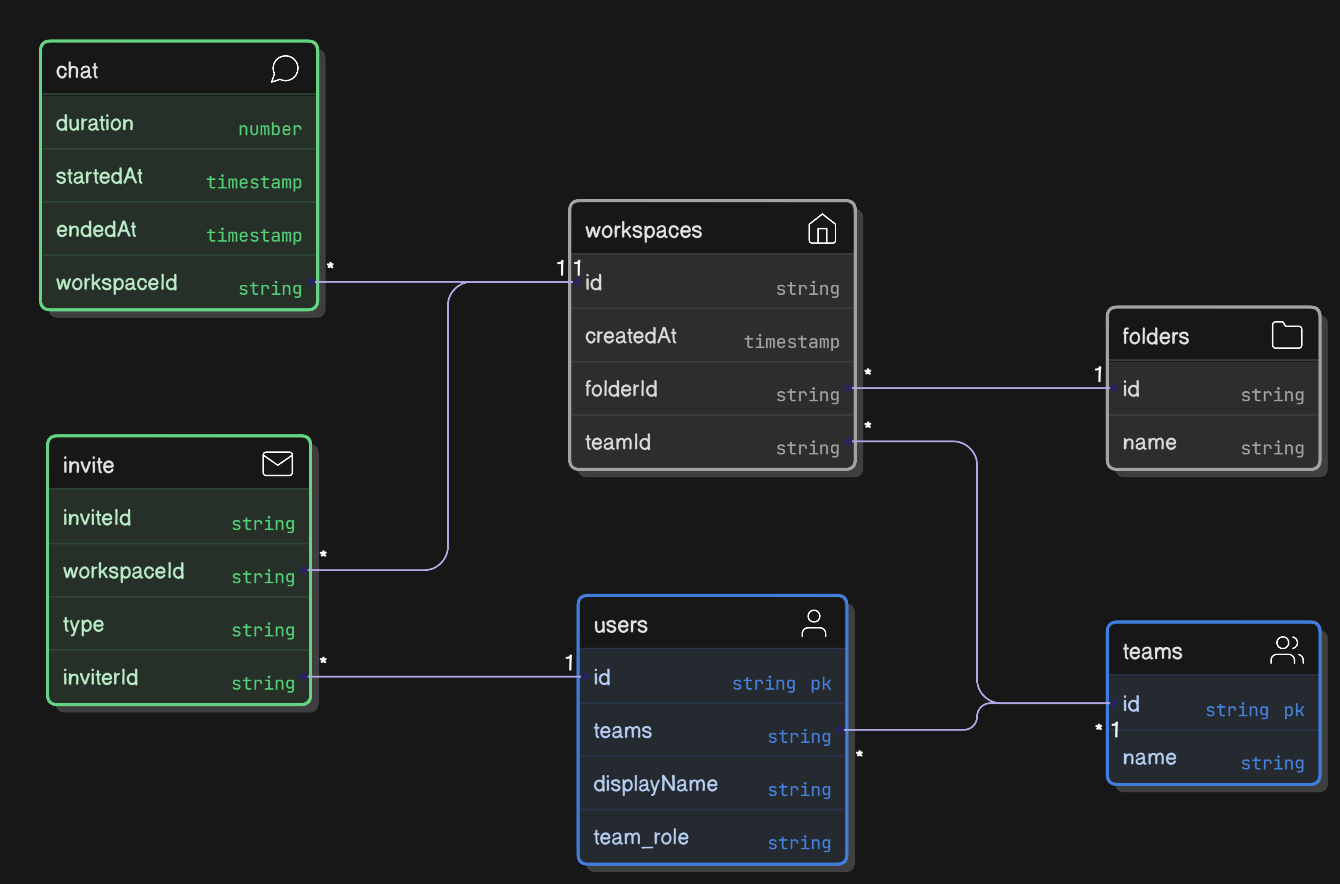 chat
duration number
startedAt timestamp
endedAt timestamp
workspaceId string
*
1 1
workspaces
id string
createdAt timestamp
folderId string
*
1
teamId string
*
folders
id string
name string
invite
inviteId string
workspaceId string
*
type string
inviterId string
*
1
users
id string pk
teams string
*
displayName string
team_role string
teams
id string pk
* 1
name string